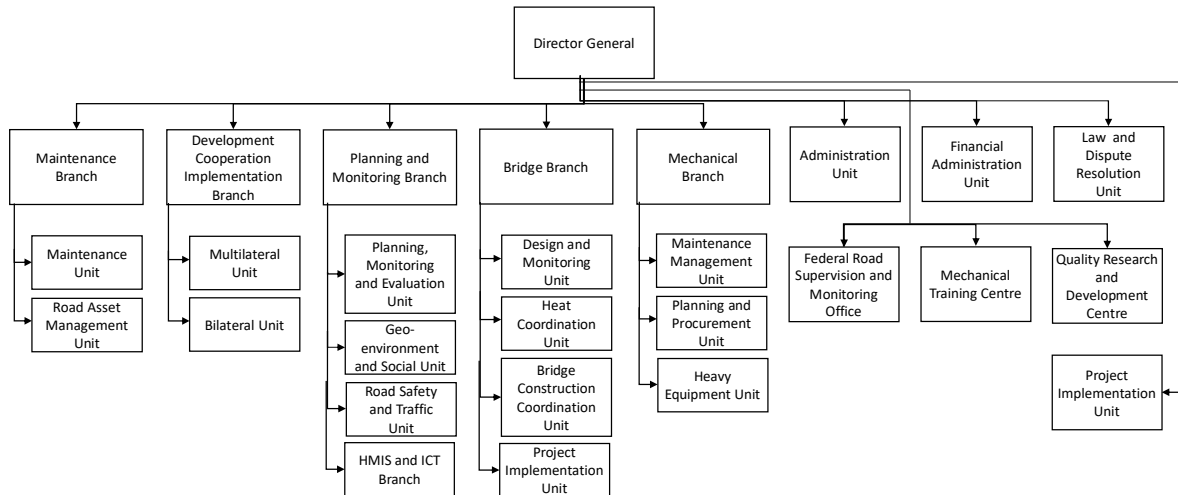 Director General
Maintenance
Branch
Development
Cooperation
Implementation
Branch
Planning and
Monitoring Branch
Bridge Branch
Mechanical
Branch
Administration
Unit
Financial
Administration
Unit
Law and
Dispute
Resolution
Unit
Maintenance
Unit
Road Asset
Management
Unit
Multilateral
Unit
Bilateral Unit
Planning,
Monitoring
and Evaluation
Unit
Geo-
environment
and Social Unit
Road Safety
and Traffic
Unit
HMIS and ICT
Branch
Design and
Monitoring
Unit
Heat
Coordination
Unit
Bridge
Construction
Coordination
Unit
Project
Implementation
Unit
Maintenance
Management
Unit
Planning and
Procurement
Unit
Heavy
Equipment Unit
Federal Road
Supervision and
Monitoring
Office
Mechanical
Training Centre
Quality Research
and
Development
Centre
Project
Implementation
Unit